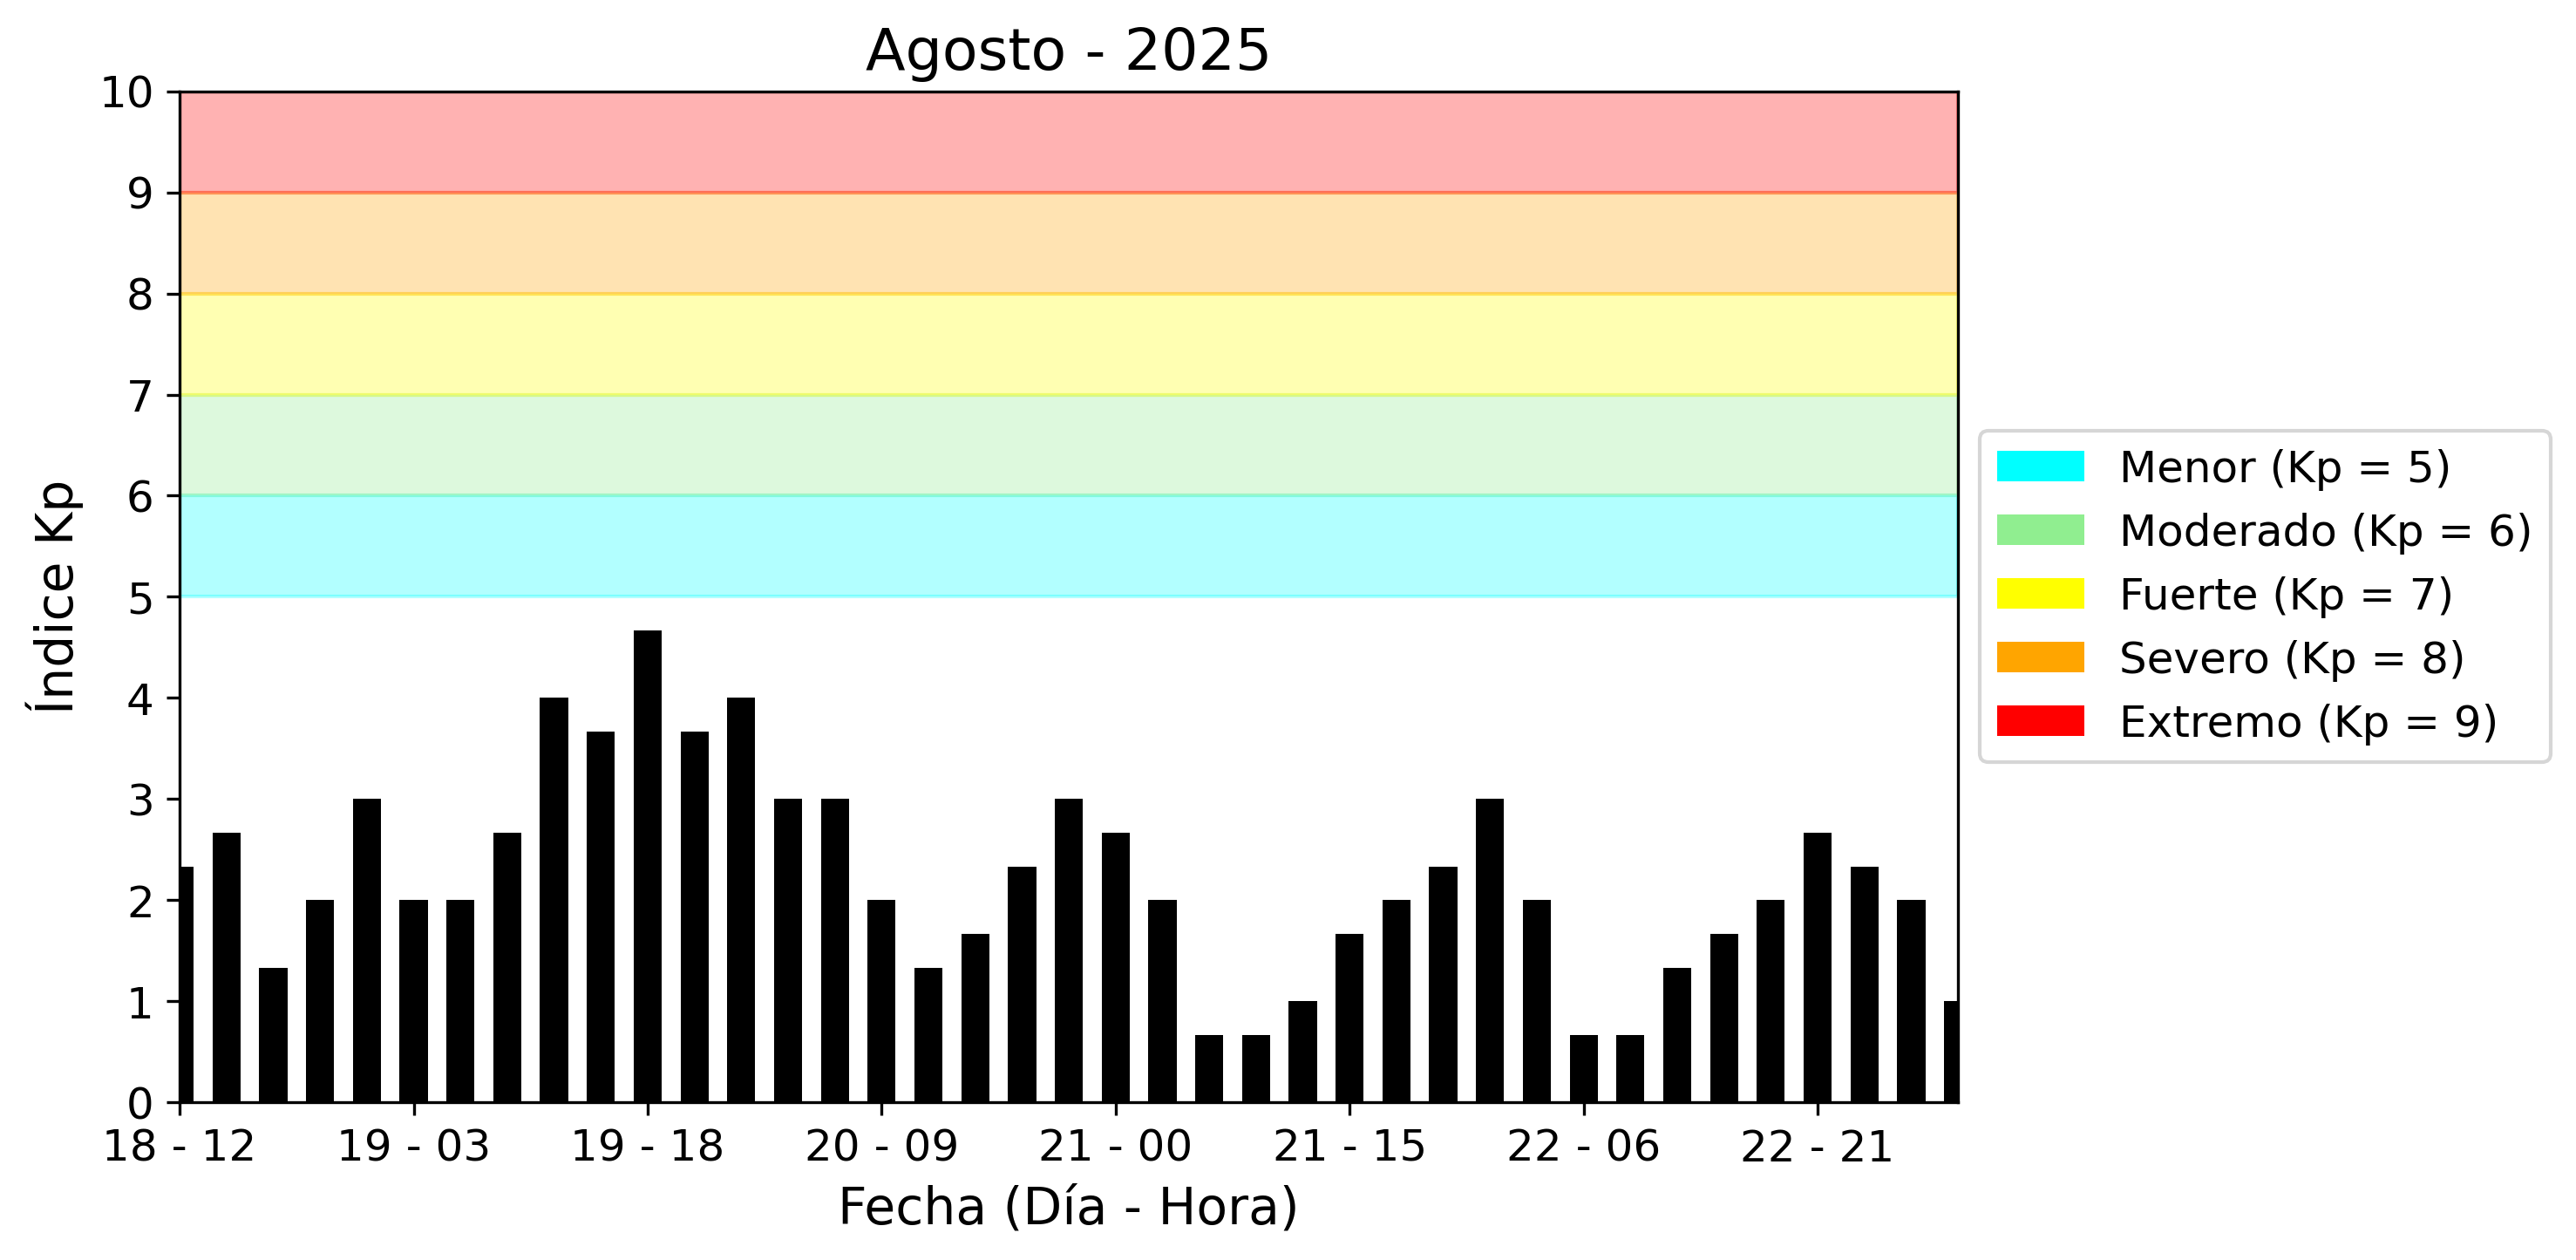 Agosto - 2025
10
9
8
7
6
5
4
3
2
1
0
Índice Kp
18 - 12
19 - 03
19 - 18
20 - 09
21 - 00
21 - 15
22 - 06
22 - 21
Fecha (Día - Hora)
Menor (Kp = 5)
Moderado (Kp = 6)
Fuerte (Kp = 7)
Severo (Kp = 8)
Extremo (Kp = 9)